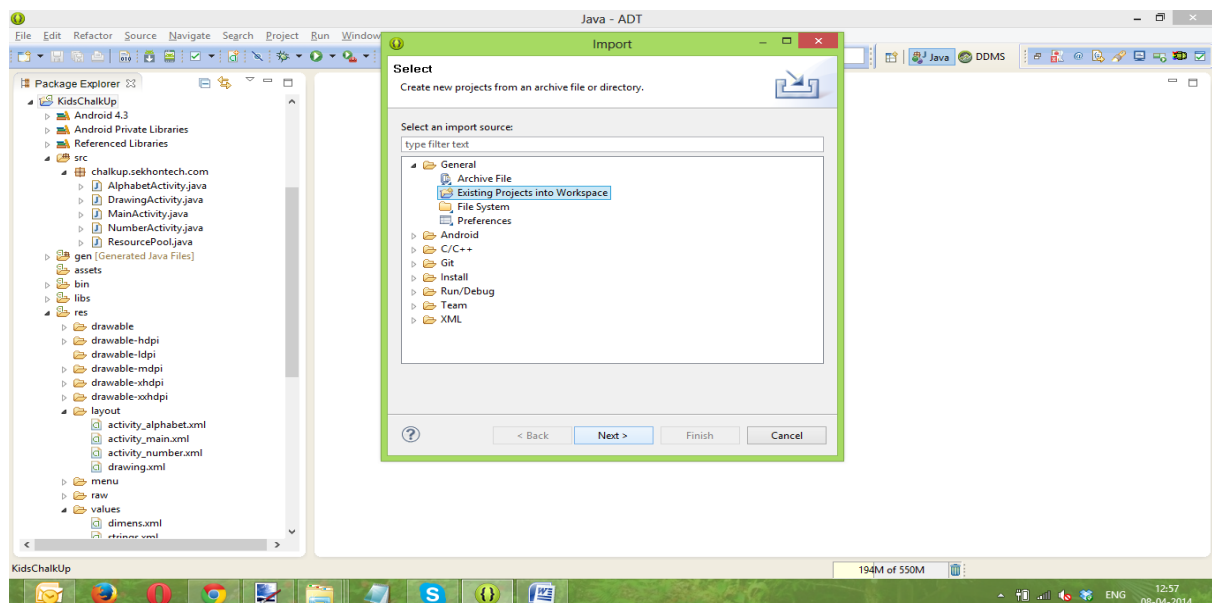 Java - ADT
File Edit Refactor Source Navigate Search Project Run Window
Java DDMS
Package Explorer
KidsChalkUp
Android 4.3
Android Private Libraries
Referenced Libraries
src
chalkup.sekhontech.com
AlphabetActivity.java
DrawingActivity.java
MainActivity.java
NumberActivity.java
ResourcePool.java
gen [Generated Java Files]
assets
bin
libs
res
drawable
drawable-hdpi
drawable-ldpi
drawable-mdpi
drawable-xhdpi
drawable-xxhdpi
layout
activity_alphabet.xml
activity_main.xml
activity_number.xml
drawing.xml
menu
raw
values
dimens.xml
strings.xml
Import
Select
Create new projects from an archive file or directory.
Select an import source:
type filter text
General
Archive File
Existing Projects into Workspace
File System
Preferences
Android
C/C++
Git
Install
Run/Debug
Team
XML
< Back Next > Finish Cancel
KidsChalkUp
194M of 550M
ENG
12:57
08-04-2014